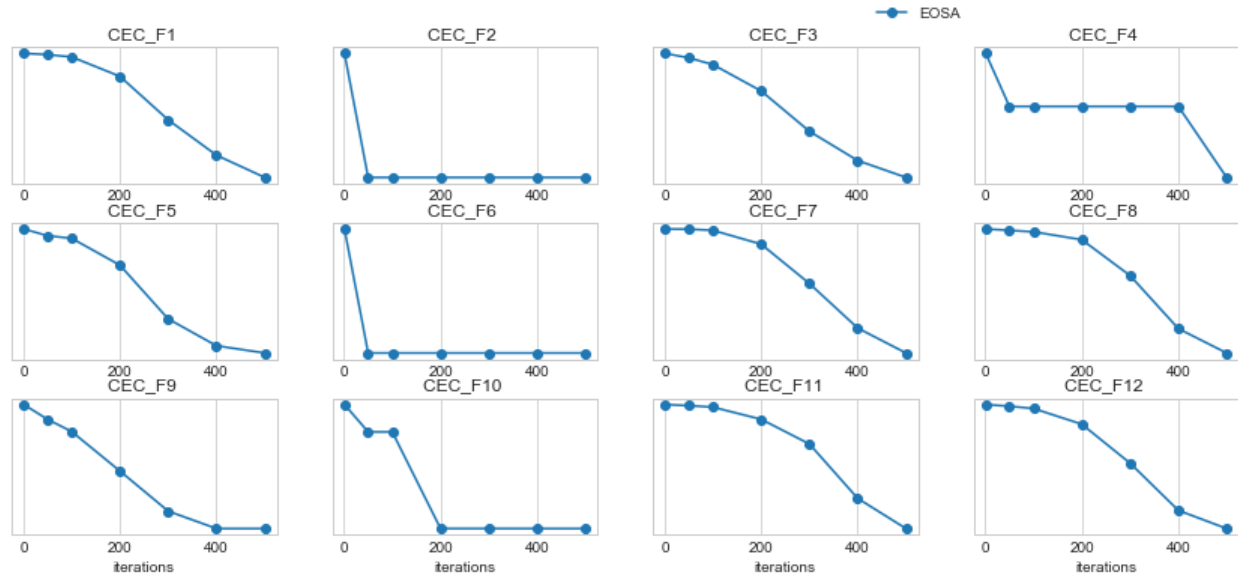 EOSA
CEC_F1 CEC_F2 CEC_F3 CEC_F4
0 200 400 0 200 400 0 200 400 0 200 400
CEC_F5 CEC_F6 CEC_F7 CEC_F8
0 200 400 0 200 400 0 200 400 0 200 400
CEC_F9 CEC_F10 CEC_F11 CEC_F12
0 200 400 0 200 400 0 200 400 0 200 400
iterations iterations iterations iterations